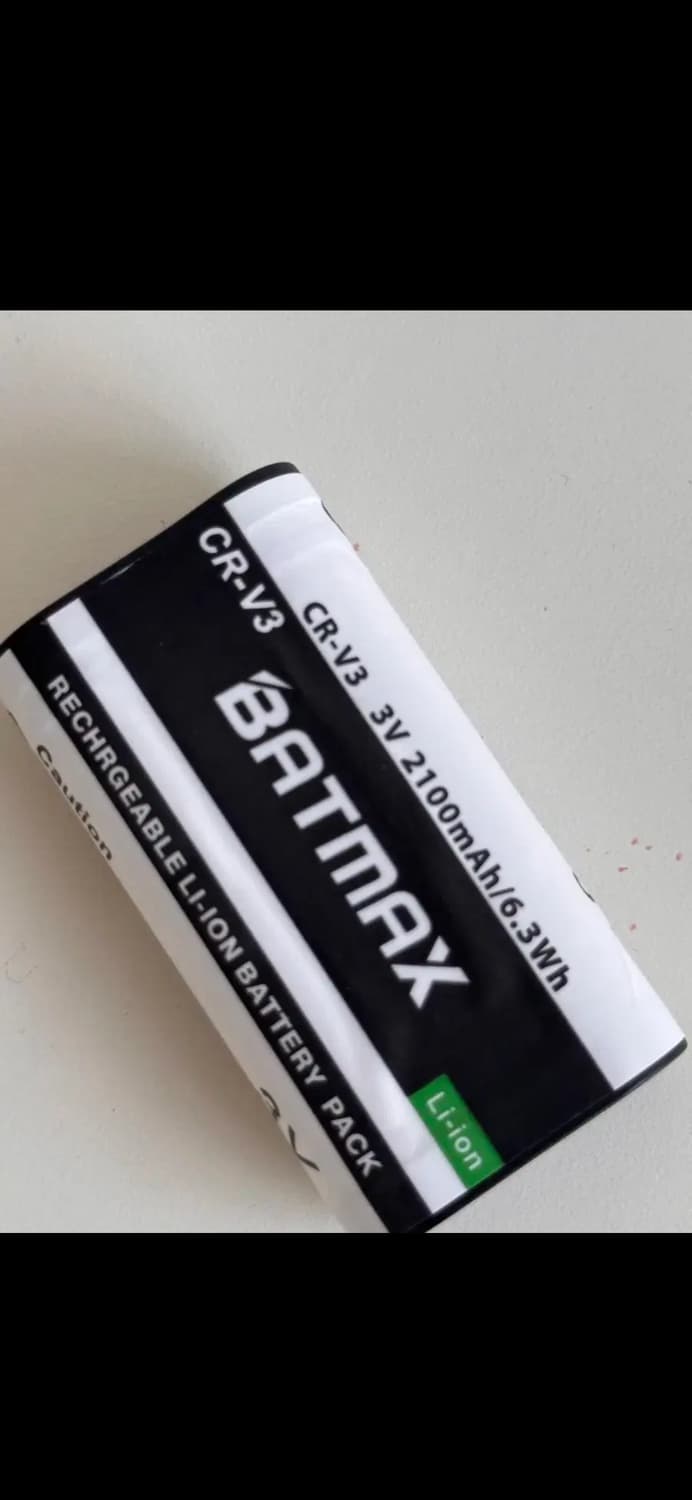 CR-V3
CR-V3 3V 2100mAh/6.3Wh
BATMAX
Li-ion
RECHRGEABLE LI-ION BATTERY PACK
Caution